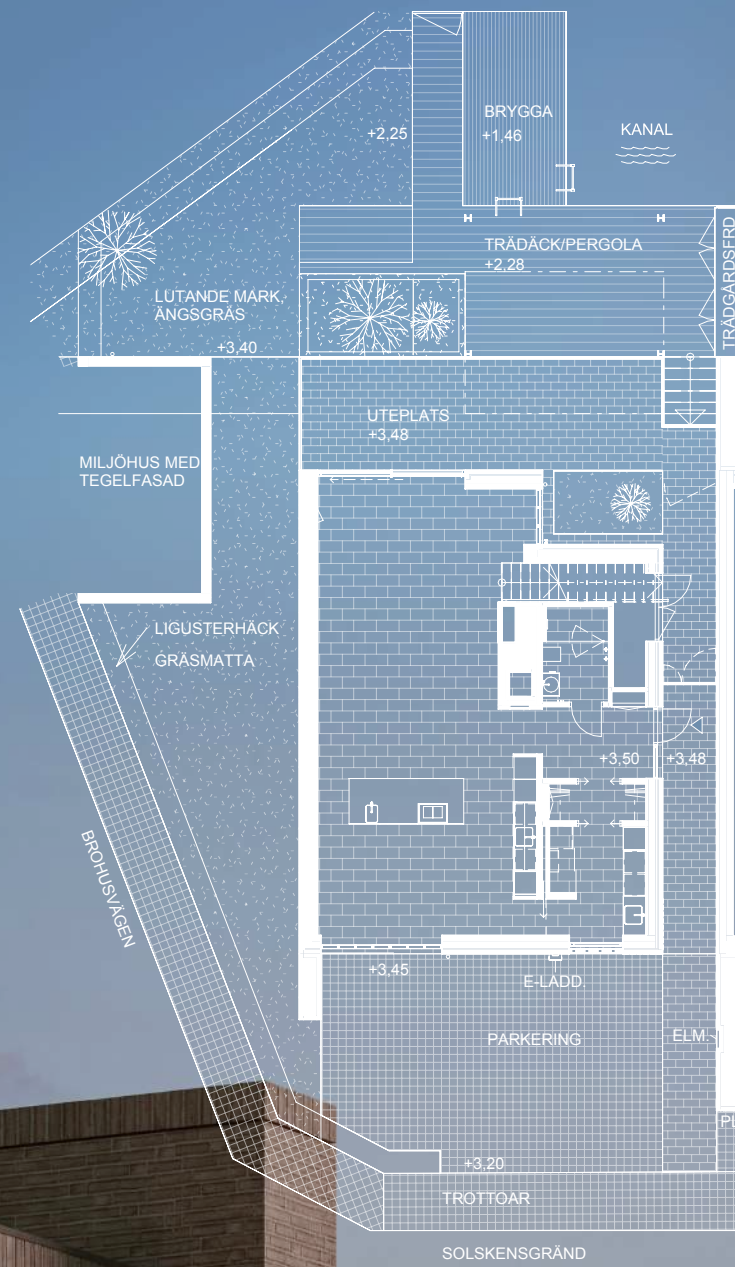 BRYGGA
+1,46
+2,25
KANAL
TRÄDÄCK/PERGOLA
+2,28
TRÄDGÅRDSFRD
LUTANDE MARK,
ÄNGSGRÄS
+3,40
UTEPLATS
+3,48
MILJÖHUS MED
TEGELFASAD
LIGUSTERHÄCK
GRÄSMATTA
+3,50
+3,48
BROHUSVÄGEN
+3,45
E-LADD.
PARKERING
ELM
PL
+3,20
TROTTOAR
SOLSKENSGRÄND